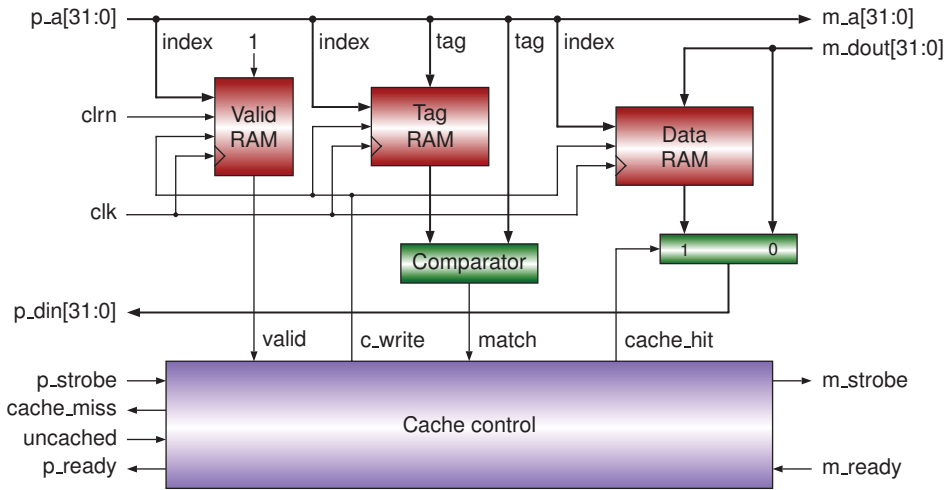 p_a[31:0] m_a[31:0]
index 1 index tag tag index m_dout[31:0]
clrn Valid RAM Tag RAM Data RAM
clk
Comparator 1 0
p_din[31:0]
valid c_write match cache_hit
p_strobe m_strobe
cache_miss
Cache control
uncached
p_ready m_ready